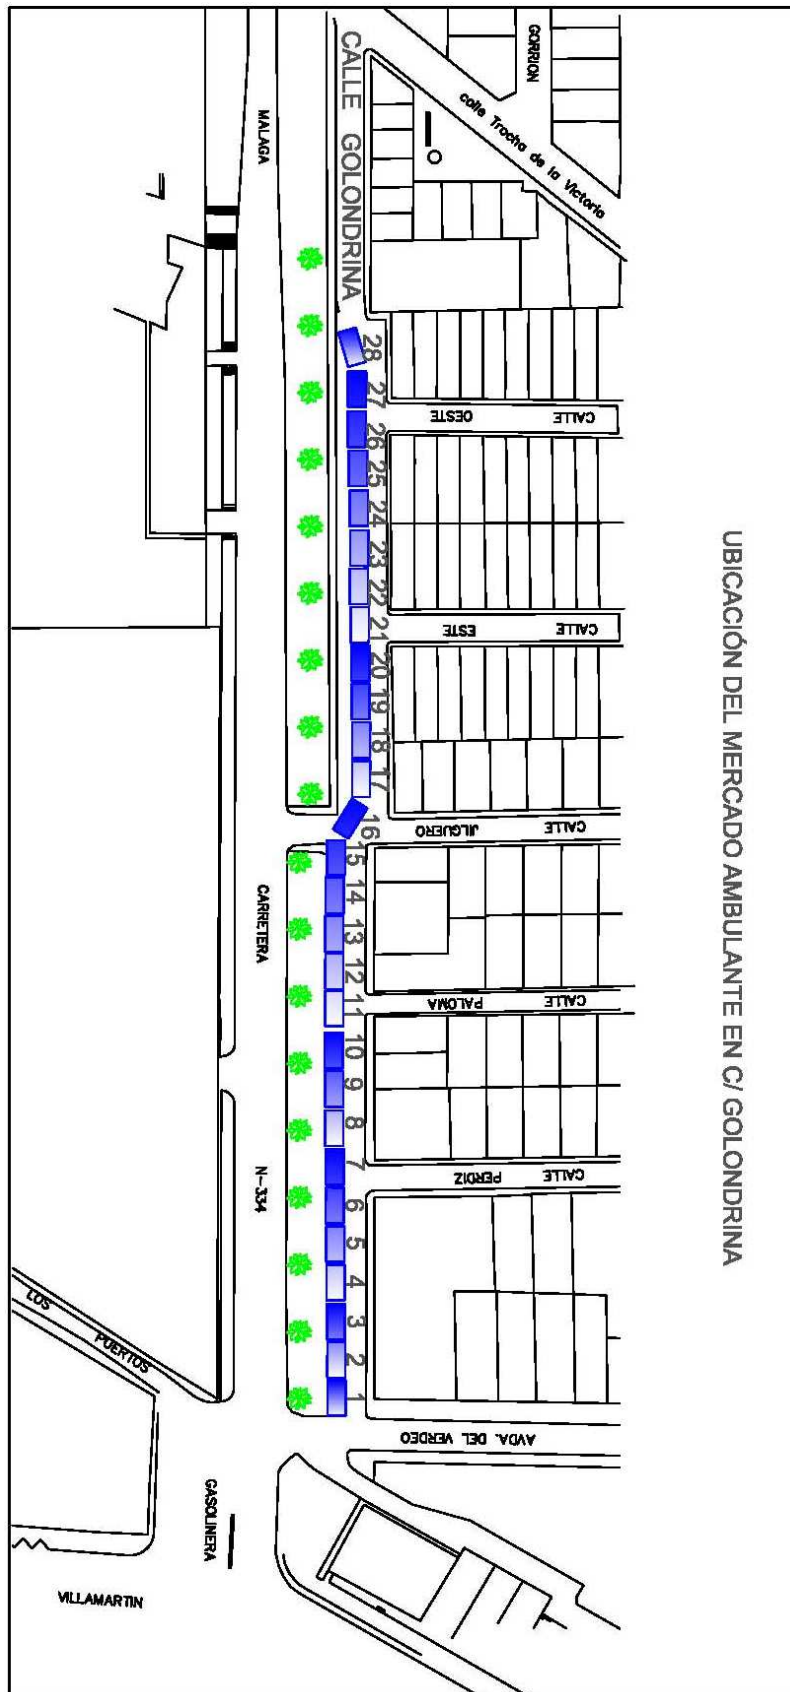 UBICACIÓN DEL MERCADO AMBULANTE EN C/ GOLONDRINA
GORRION
calle Trocha de la Victoria
CALLE GOLONDRINA
MALAGA
CALLE OESTE
CALLE ESTE
CALLE JILGUERO
CALLE PALOMA
CALLE PERDIZ
AVDA. DEL VERDEO
28
27
26
25
24
23
22
21
20
19
18
17
16
15
14
13
12
11
10
9
8
7
6
5
4
3
2
1
CARRETERA
N-334
LOS PUERTOS
GASOLINERA
VILLAMARTIN